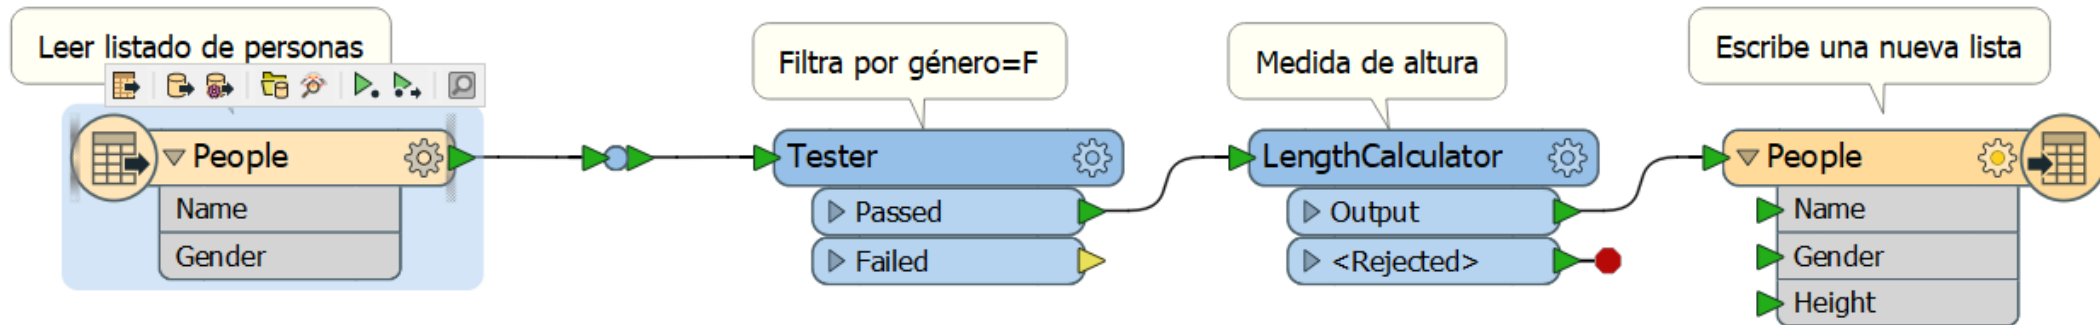 Leer listado de personas
Filtra por género=F
Medida de altura
Escribe una nueva lista
People
Name
Gender
Tester
Passed
Failed
LengthCalculator
Output
<Rejected>
People
Name
Gender
Height